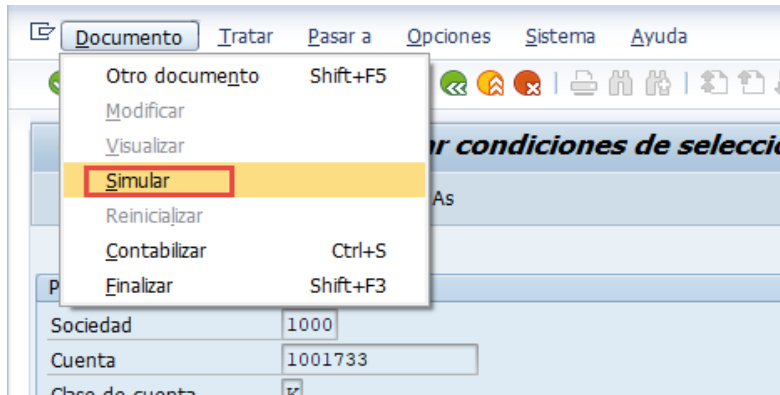 Documento Tratar Pasar a Opciones Sistema Ayuda
Otro documento Shift+F5
Modificar
Visualizar
r condiciones de selecci
Simular
As
Reinicializar
Contabilizar Ctrl+S
Finalizar Shift+F3
P
Sociedad 1000
Cuenta 1001733
Clase de cuenta K